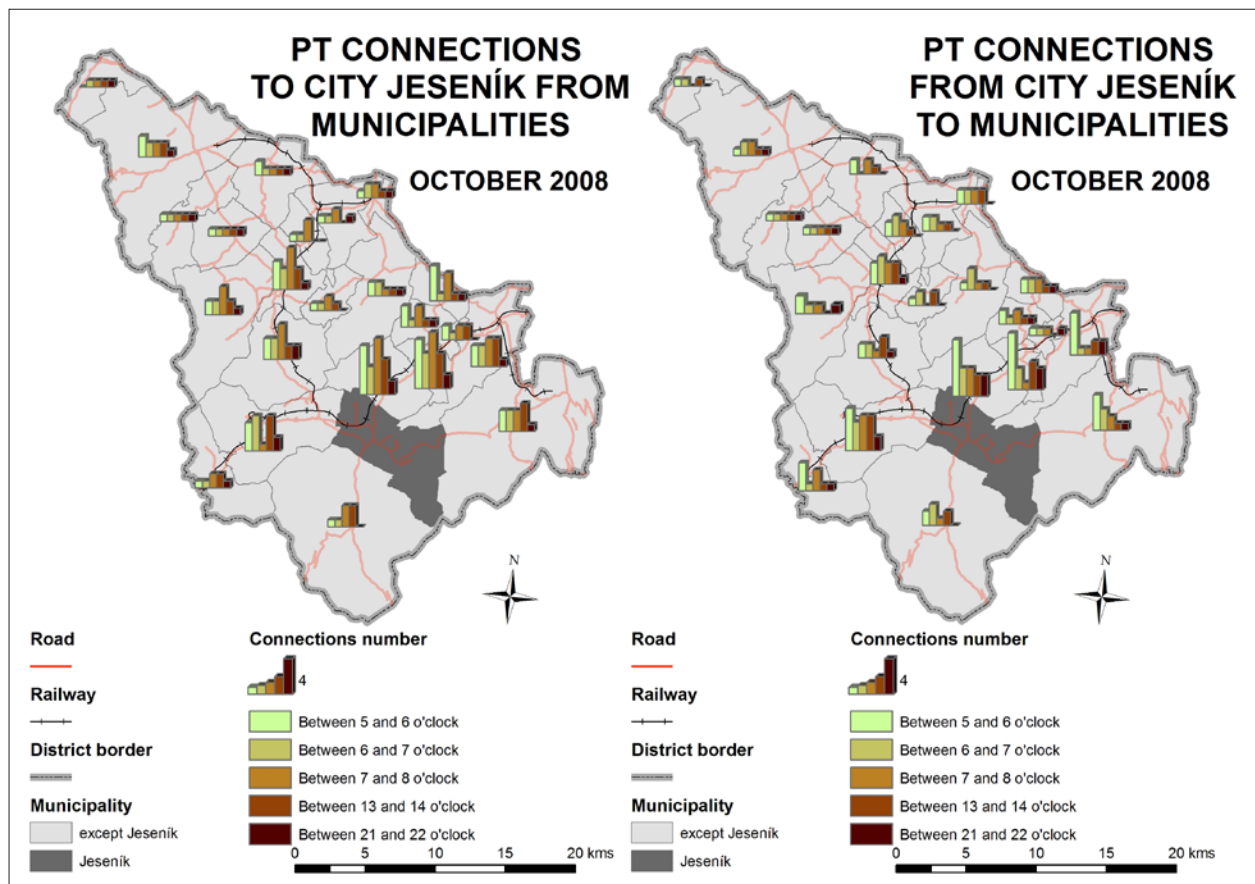 PT CONNECTIONS
TO CITY JESENÍK FROM
MUNICIPALITIES
OCTOBER 2008
N
Road
Railway
District border
Municipality
except Jeseník
Jeseník
Connections number
4
Between 5 and 6 o'clock
Between 6 and 7 o'clock
Between 7 and 8 o'clock
Between 13 and 14 o'clock
Between 21 and 22 o'clock
0 5 10 15 20 kms
PT CONNECTIONS
FROM CITY JESENÍK
TO MUNICIPALITIES
OCTOBER 2008
N
Road
Railway
District border
Municipality
except Jeseník
Jeseník
Connections number
4
Between 5 and 6 o'clock
Between 6 and 7 o'clock
Between 7 and 8 o'clock
Between 13 and 14 o'clock
Between 21 and 22 o'clock
0 5 10 15 20 kms